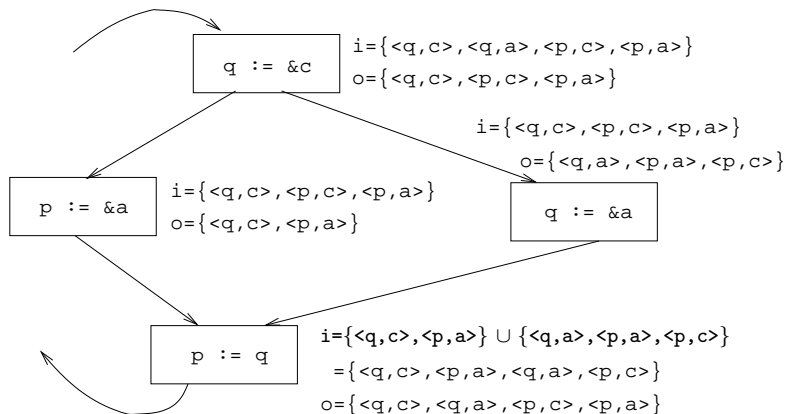 q := &c
i={<q,c>,<q,a>,<p,c>,<p,a>}
o={<q,c>,<p,c>,<p,a>}
i={<q,c>,<p,c>,<p,a>}
o={<q,a>,<p,a>,<p,c>}
p := &a
i={<q,c>,<p,c>,<p,a>}
o={<q,c>,<p,a>}
q := &a
p := q
i={<q,c>,<p,a>} ∪ {<q,a>,<p,a>,<p,c>}
={<q,c>,<p,a>,<q,a>,<p,c>}
o={<q,c>,<q,a>,<p,c>,<p,a>}